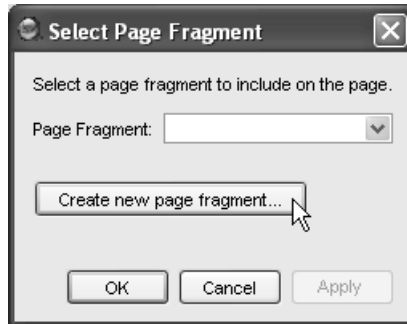 Select Page Fragment
Select a page fragment to include on the page.
Page Fragment:
Create new page fragment...
OK Cancel Apply